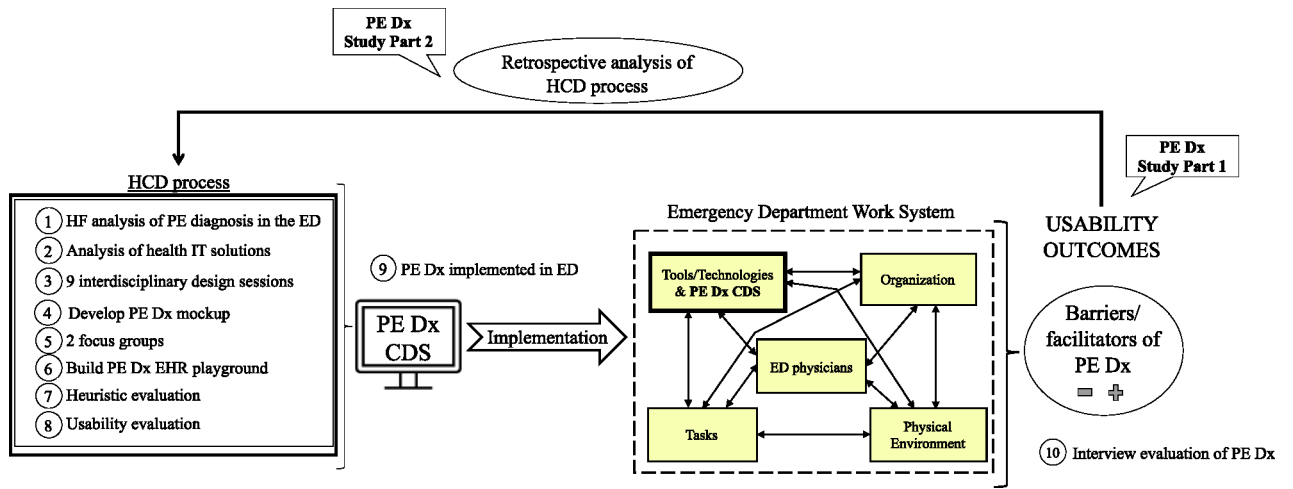 PE Dx
Study Part 2
Retrospective analysis of
HCD process
PE Dx
Study Part 1
HCD process
1 HF analysis of PE diagnosis in the ED
2 Analysis of health IT solutions
3 9 interdisciplinary design sessions
4 Develop PE Dx mockup
5 2 focus groups
6 Build PE Dx EHR playground
7 Heuristic evaluation
8 Usability evaluation
9 PE Dx implemented in ED
PE Dx
CDS
Implementation
Emergency Department Work System
Tools/Technologies
& PE Dx CDS
Organization
ED physicians
Tasks
Physical
Environment
USABILITY
OUTCOMES
Barriers/
facilitators of
PE Dx
10 Interview evaluation of PE Dx